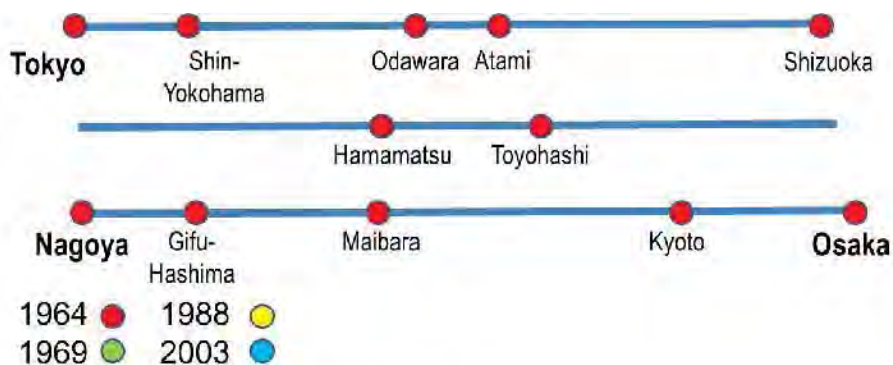 Tokyo Shin- Odawara Atami Shizuoka
Yokohama
Hamamatsu Toyohashi
Nagoya Gifu- Maibara Kyoto Osaka
Hashima
1964 1988
1969 2003